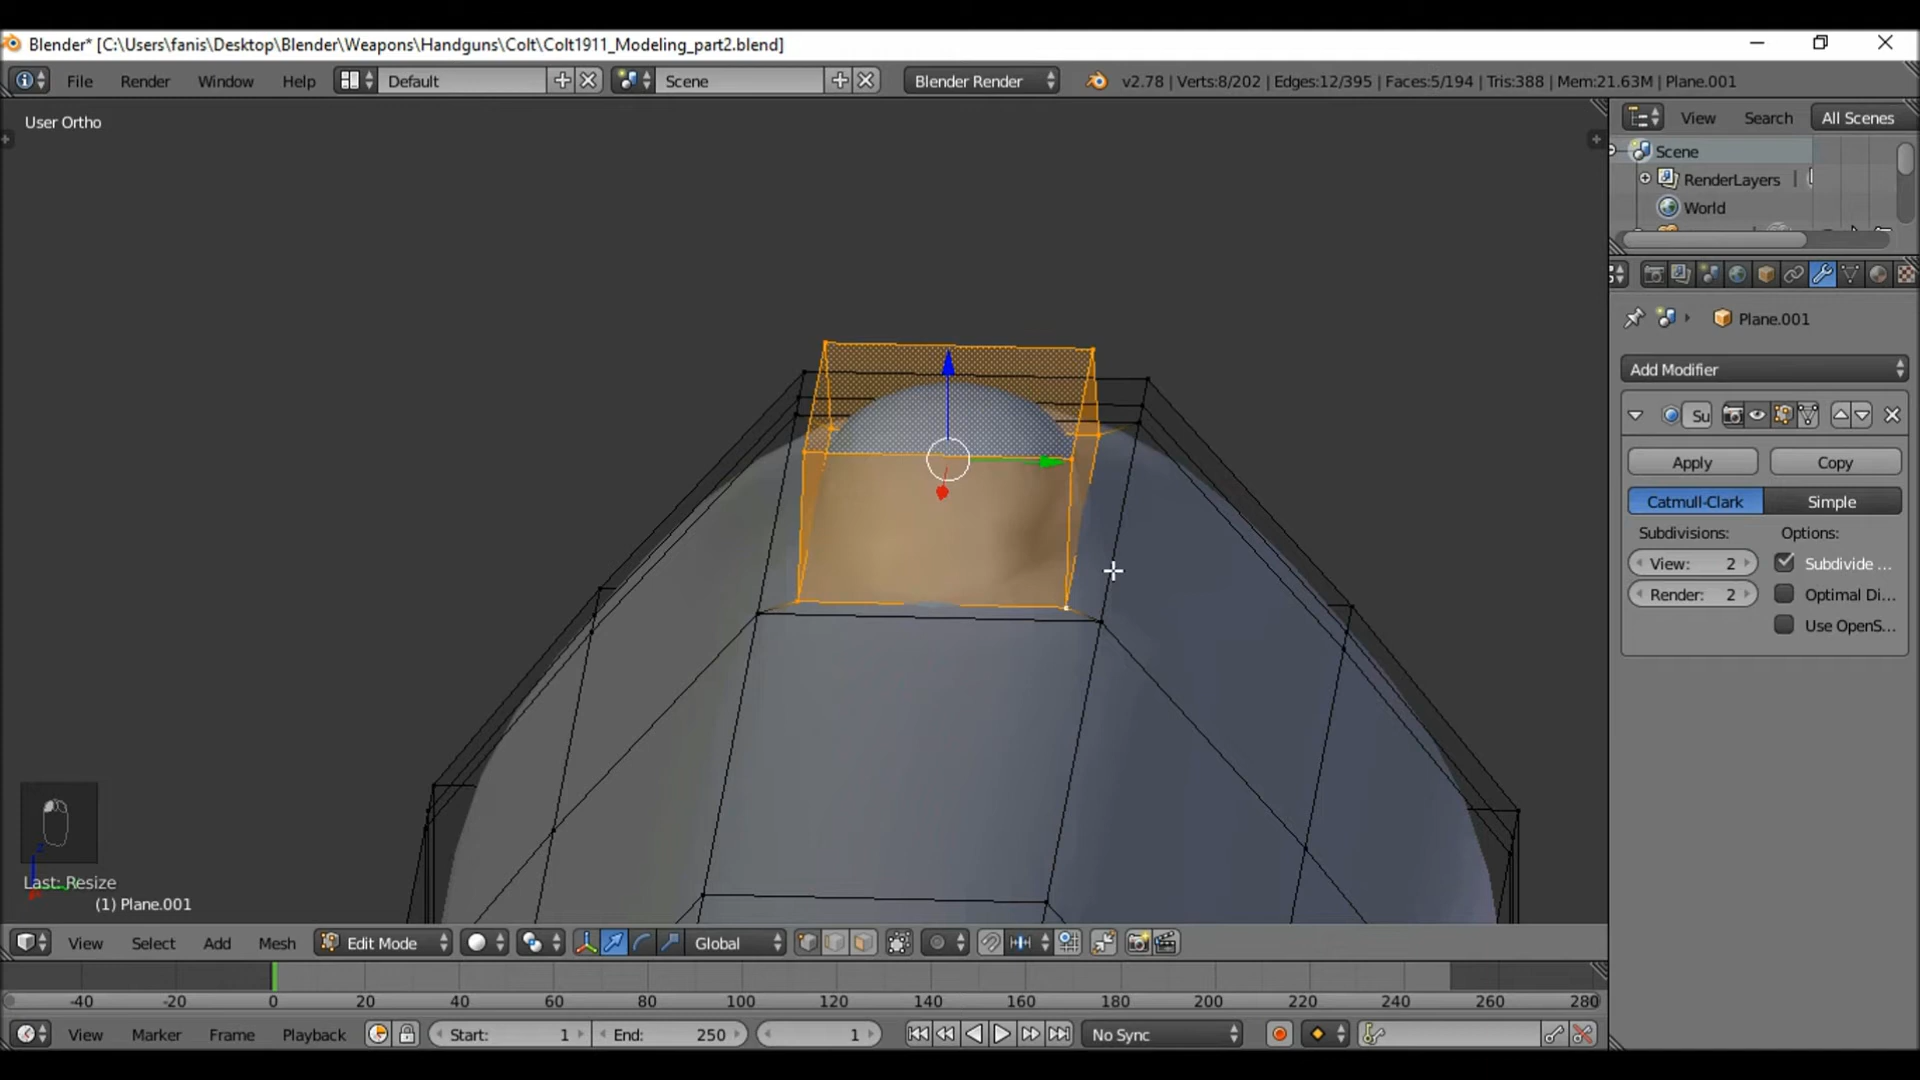 Blender* [C:\Users\fanis\Desktop\Blender\Weapons\Handguns\Colt\Colt1911_Modeling_part2.blend]
File Render Window Help Default Scene Blender Render v2.78 | Verts:8/202 | Edges:12/395 | Faces:5/194 | Tris:388 | Mem:21.63M | Plane.001
User Ortho
View Search All Scenes
Scene
RenderLayers |
World
Plane.001
Add Modifier
Su
Apply Copy
Catmull-Clark Simple
Subdivisions: Options:
View: 2 Subdivide ...
Render: 2 Optimal Di...
Use OpenS...
z
Last: Resize
(1) Plane.001
View Select Add Mesh Edit Mode Global
-40 -20 0 20 40 60 80 100 120 140 160 180 200 220 240 260 280
View Marker Frame Playback Start: 1 End: 250 1 No Sync